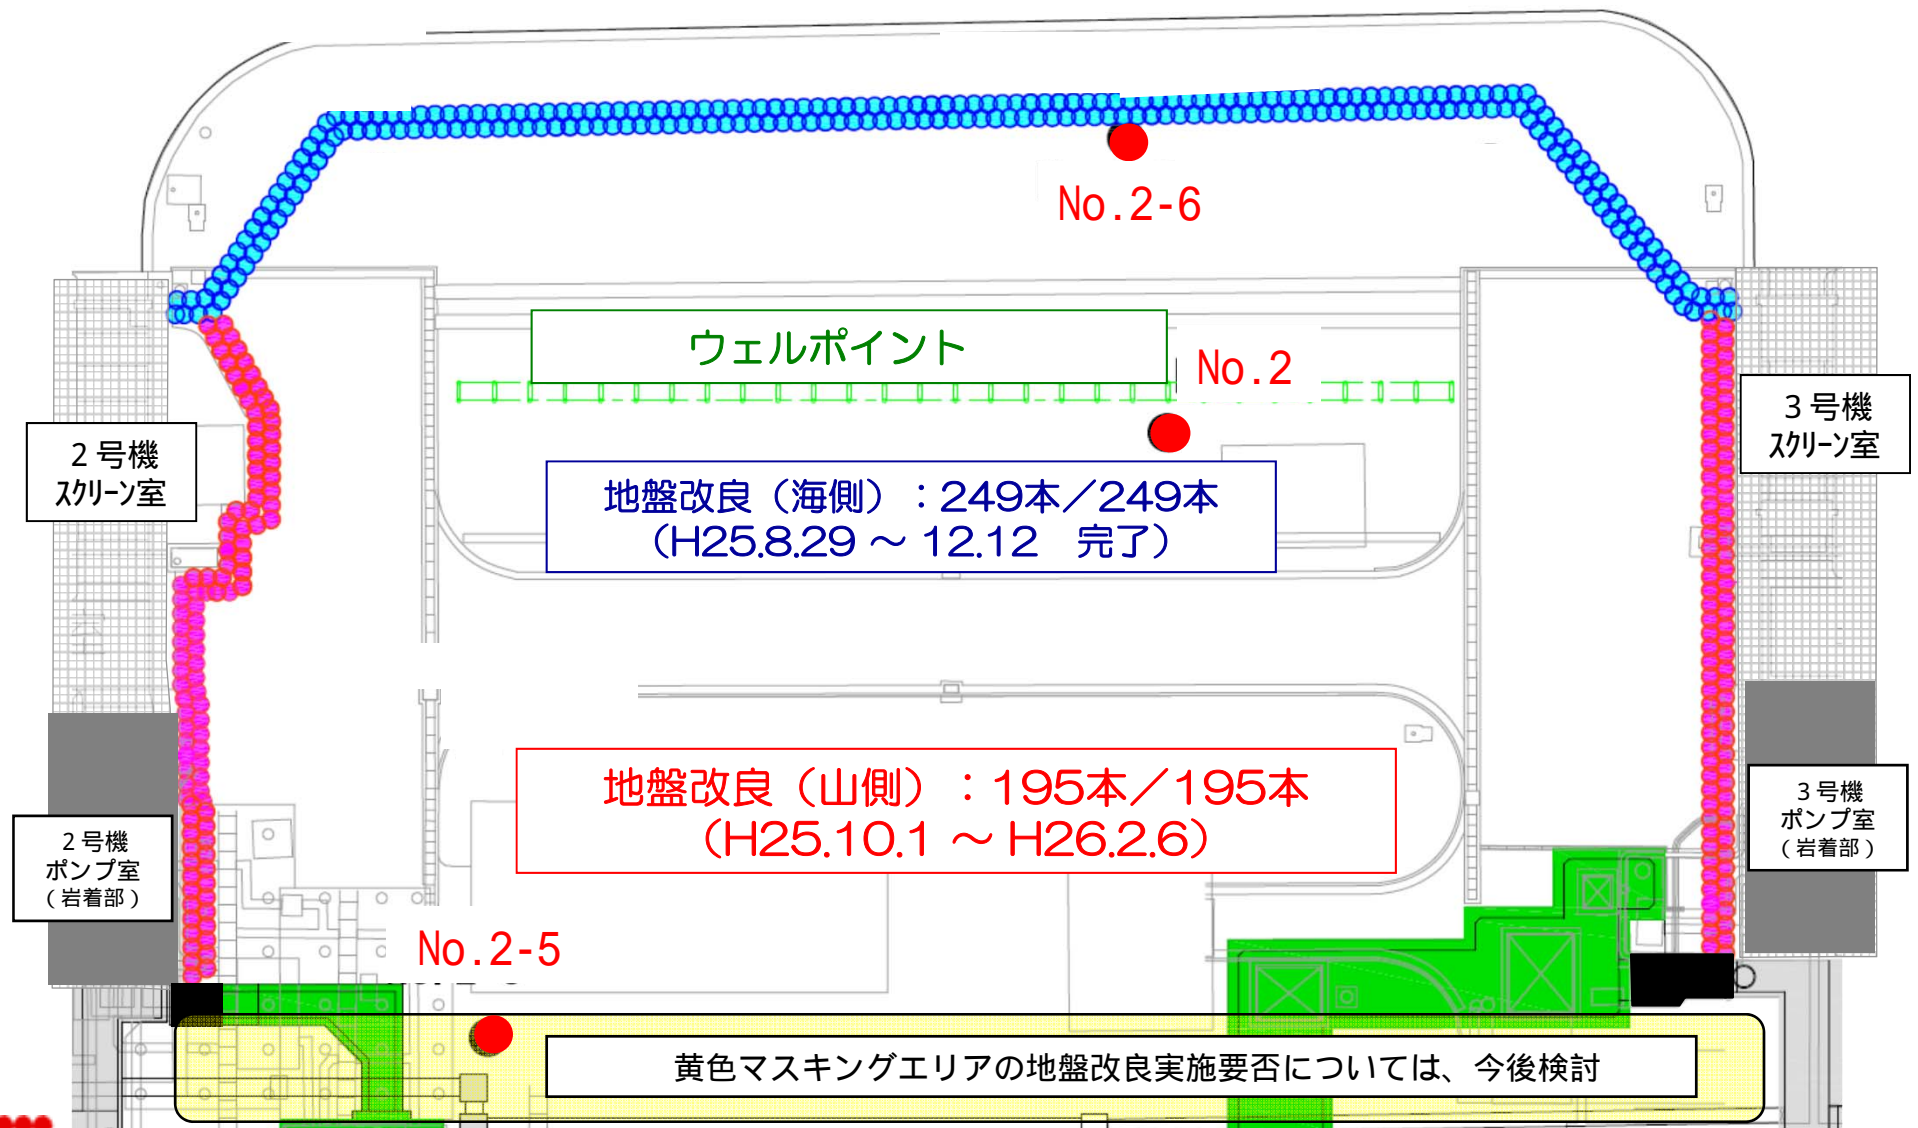 No.2-6
ウェルポイント
No.2
2号機
スクリーン室
3号機
スクリーン室
地盤改良(海側):249本/249本
(H25.8.29 ~ 12.12 完了)
地盤改良(山側):195本/195本
(H25.10.1 ~ H26.2.6)
2号機
ポンプ室
(岩着部)
3号機
ポンプ室
(岩着部)
No.2-5
黄色マスキングエリアの地盤改良実施要否については、今後検討